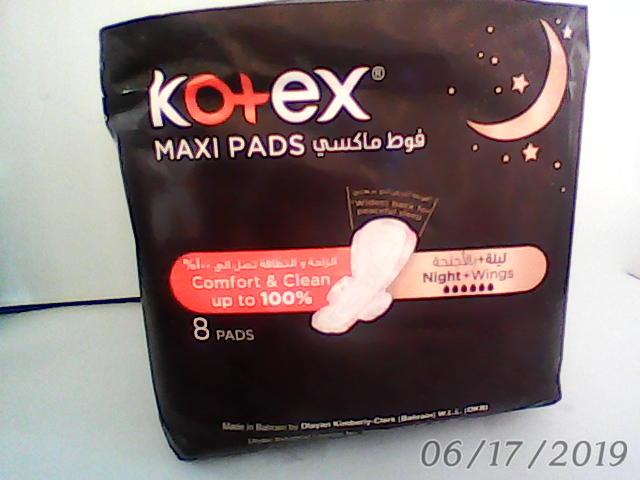 Kotex®
MAXI PADS فوط ماكسي
Widest back for
peaceful sleep
الراحة و النظافة تصل الى ١٠٠%
Comfort & Clean
up to 100%
ليلة+بالأجنحة
Night+Wings
8 PADS
Made in Bahrain by Olayan Kimberly-Clark (Bahrain) W.L.L. (OKB)
06/17/2019